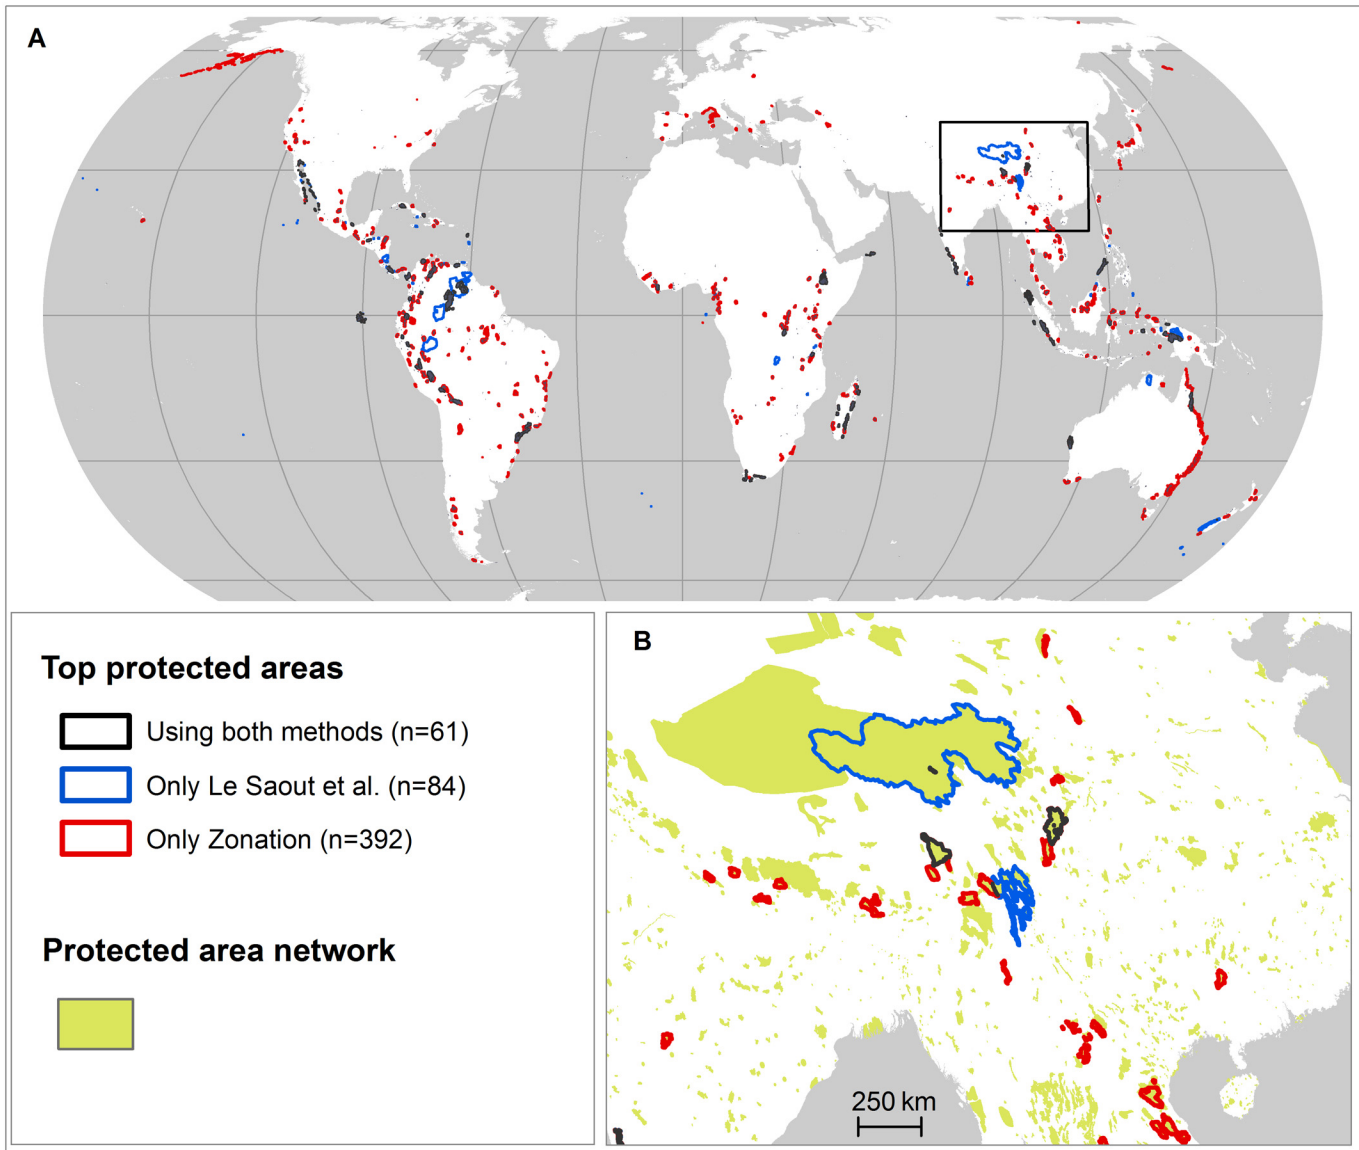 A
Top protected areas
Using both methods (n=61)
Only Le Saout et al. (n=84)
Only Zonation (n=392)
Protected area network
B
250 km